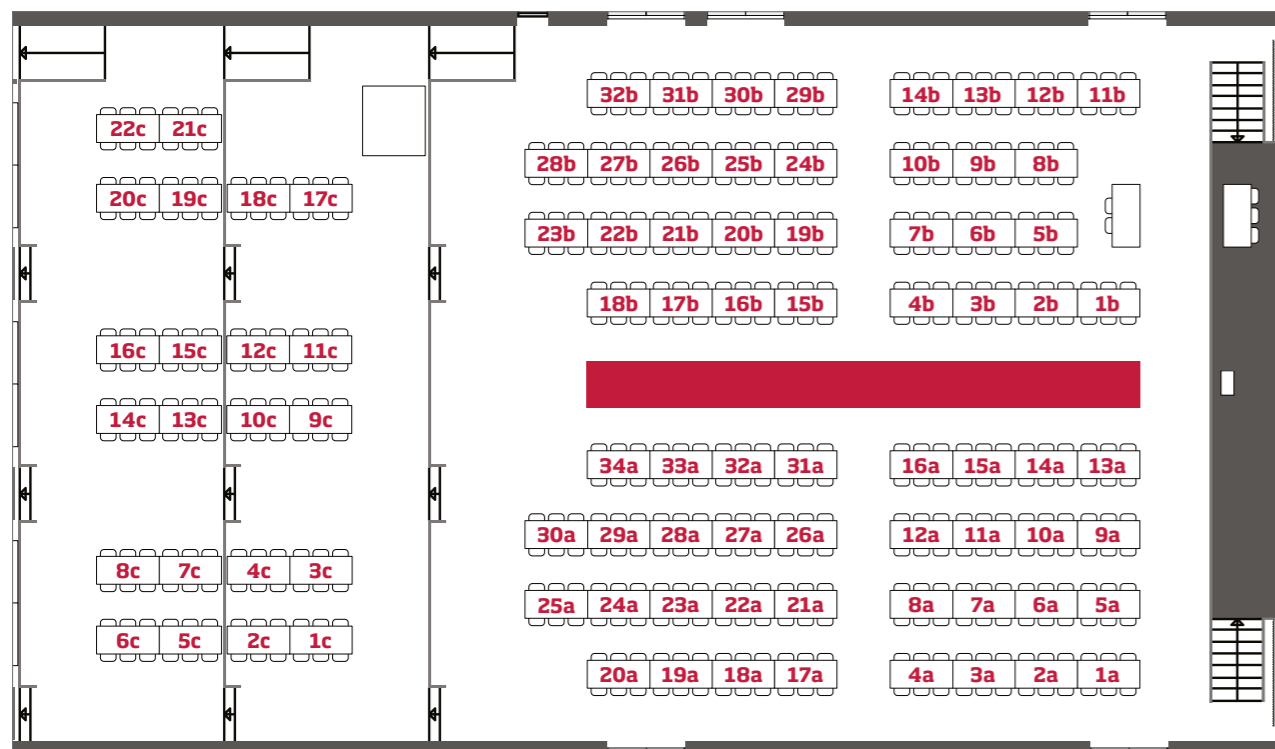 32b 31b 30b 29b 14b 13b 12b 11b
22c 21c
28b 27b 26b 25b 24b 10b 9b 8b
20c 19c 18c 17c
23b 22b 21b 20b 19b 7b 6b 5b
18b 17b 16b 15b 4b 3b 2b 1b
16c 15c 12c 11c
14c 13c 10c 9c
34a 33a 32a 31a 16a 15a 14a 13a
30a 29a 28a 27a 26a 12a 11a 10a 9a
8c 7c 4c 3c
25a 24a 23a 22a 21a 8a 7a 6a 5a
6c 5c 2c 1c
20a 19a 18a 17a 4a 3a 2a 1a